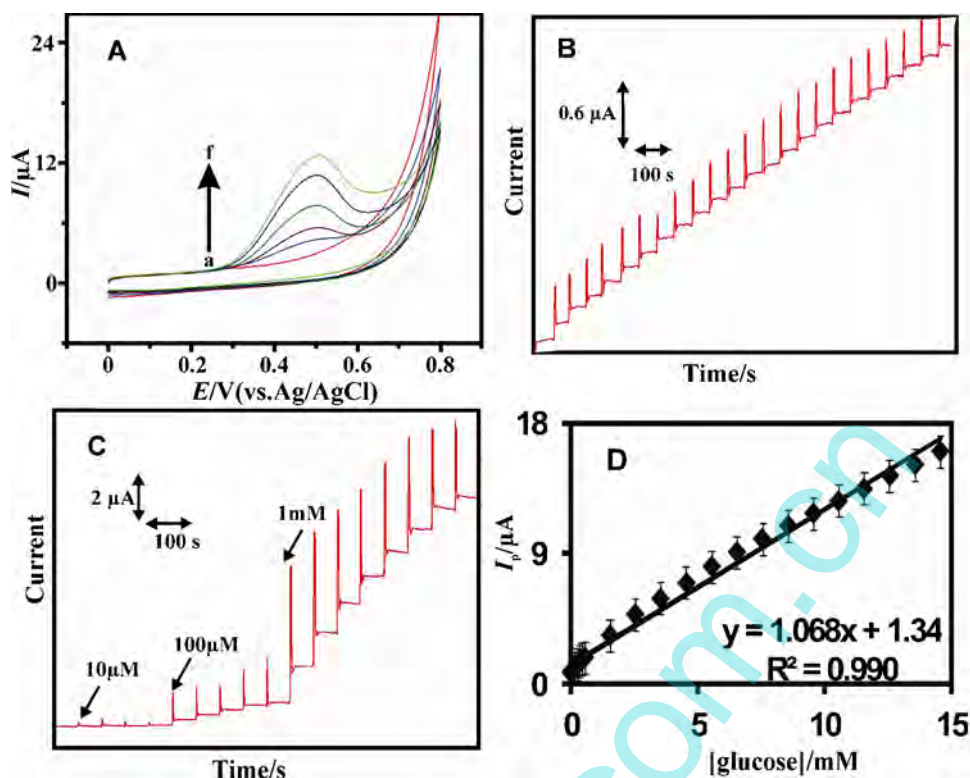 A
24
12
0
I/μA
f
a
0
0.2
0.4
0.6
0.8
E/V(vs.Ag/AgCl)
B
0.6 μA
100 s
Current
Time/s
C
2 μA
100 s
1mM
100μM
10μM
Current
Time/s
D
18
9
0
Ip/μA
y = 1.068x + 1.34
R² = 0.990
0
5
10
15
[glucose]/mM
com.cn